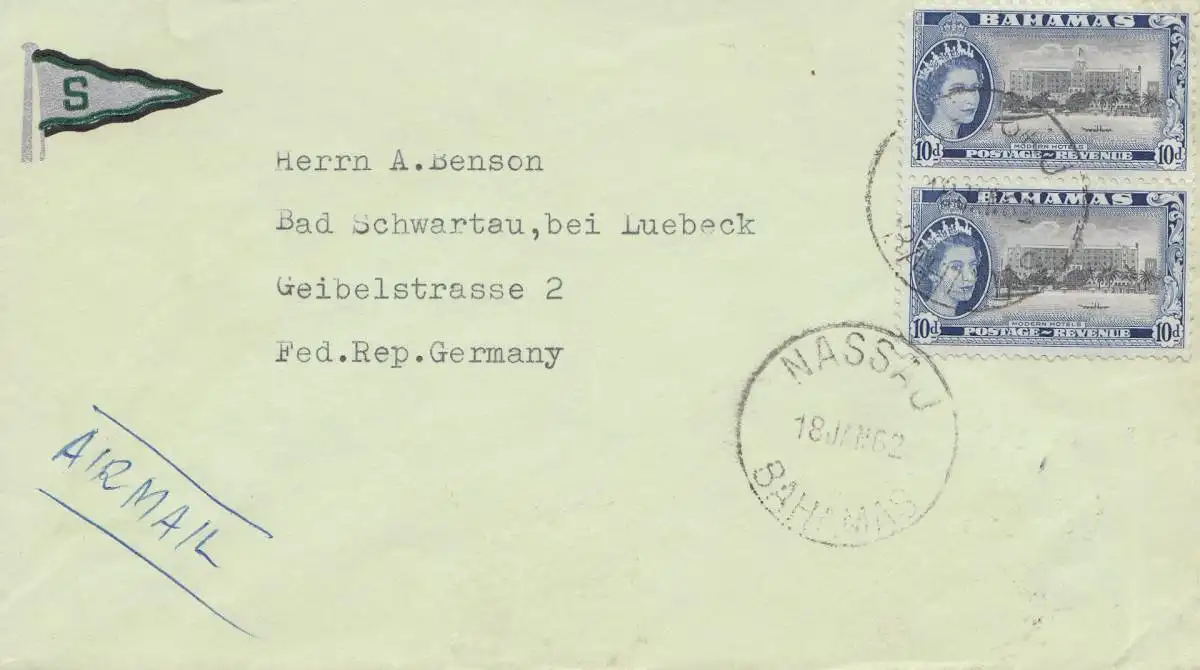 S
BAHAMAS
10d
MODERN HOTELS
10d
POSTAGE~REVENUE
BAHAMAS
10d
MODERN HOTELS
10d
POSTAGE~REVENUE
Herrn A.Benson
Bad Schwartau,bei Luebeck
Geibelstrasse 2
Fed.Rep.Germany
NASSAU
18JAN62
BAHAMAS
AIRMAIL